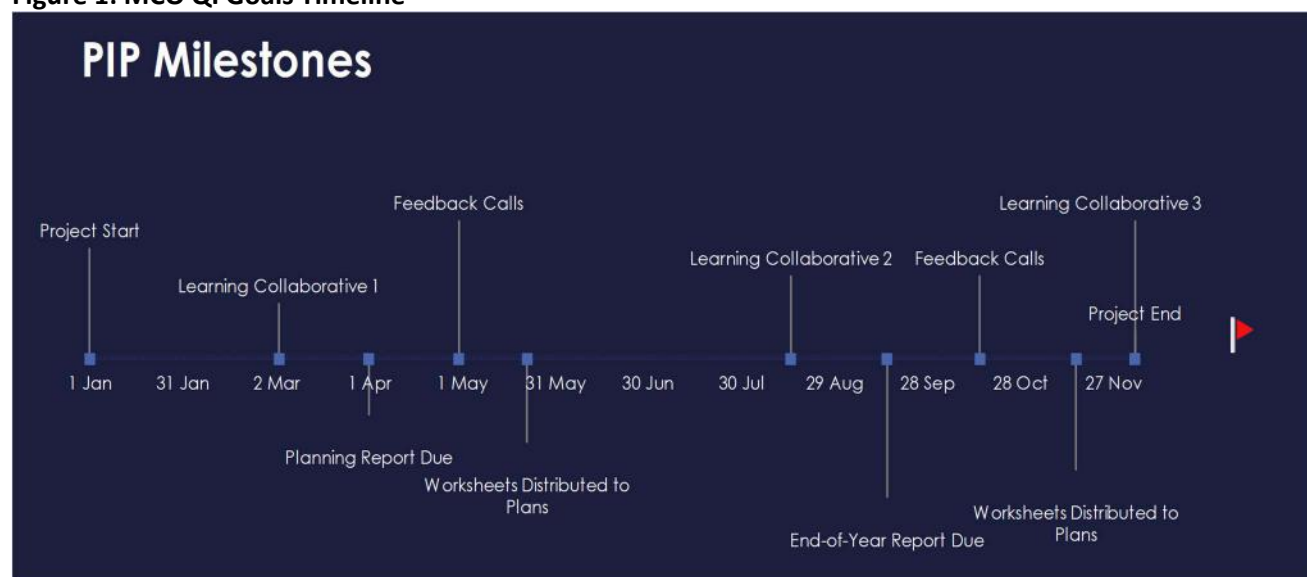 Figure 1: MCO QI Goals Timeline
PIP Milestones
Feedback Calls
Learning Collaborative 3
Project Start
Learning Collaborative 2
Feedback Calls
Learning Collaborative 1
Project End
1 Jan
31 Jan
2 Mar
1 Apr
1 May
31 May
30 Jun
30 Jul
29 Aug
28 Sep
28 Oct
27 Nov
Planning Report Due
Worksheets Distributed to
Plans
Worksheets Distributed to
Plans
End-of-Year Report Due